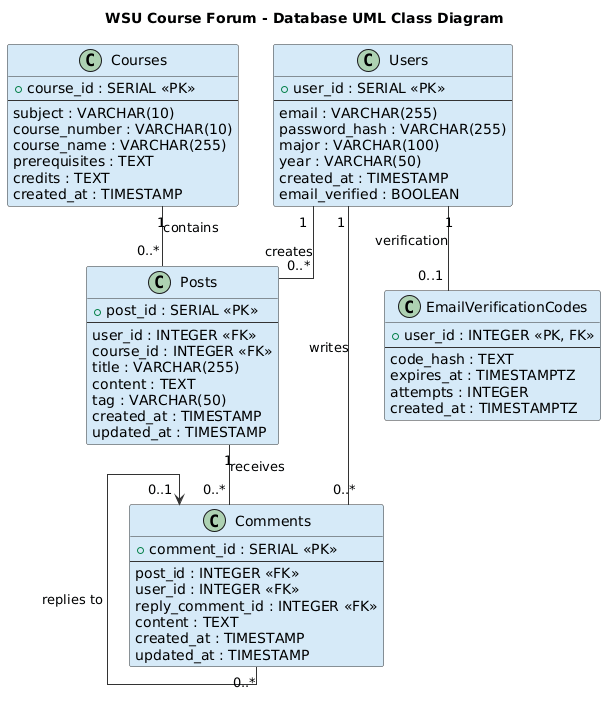 WSU Course Forum - Database UML Class Diagram
C Courses
course_id : SERIAL «PK»
subject : VARCHAR(10)
course_number : VARCHAR(10)
course_name : VARCHAR(255)
prerequisites : TEXT
credits : TEXT
created_at : TIMESTAMP
C Users
user_id : SERIAL «PK»
email : VARCHAR(255)
password_hash : VARCHAR(255)
major : VARCHAR(100)
year : VARCHAR(50)
created_at : TIMESTAMP
email_verified : BOOLEAN
1
contains
0..*
1
creates
0..*
1
writes
0..*
1
verification
0..1
C Posts
post_id : SERIAL «PK»
user_id : INTEGER «FK»
course_id : INTEGER «FK»
title : VARCHAR(255)
content : TEXT
tag : VARCHAR(50)
created_at : TIMESTAMP
updated_at : TIMESTAMP
C EmailVerificationCodes
user_id : INTEGER «PK, FK»
code_hash : TEXT
expires_at : TIMESTAMPTZ
attempts : INTEGER
created_at : TIMESTAMPTZ
1
receives
0..*
0..1
replies to
0..*
C Comments
comment_id : SERIAL «PK»
post_id : INTEGER «FK»
user_id : INTEGER «FK»
reply_comment_id : INTEGER «FK»
content : TEXT
created_at : TIMESTAMP
updated_at : TIMESTAMP